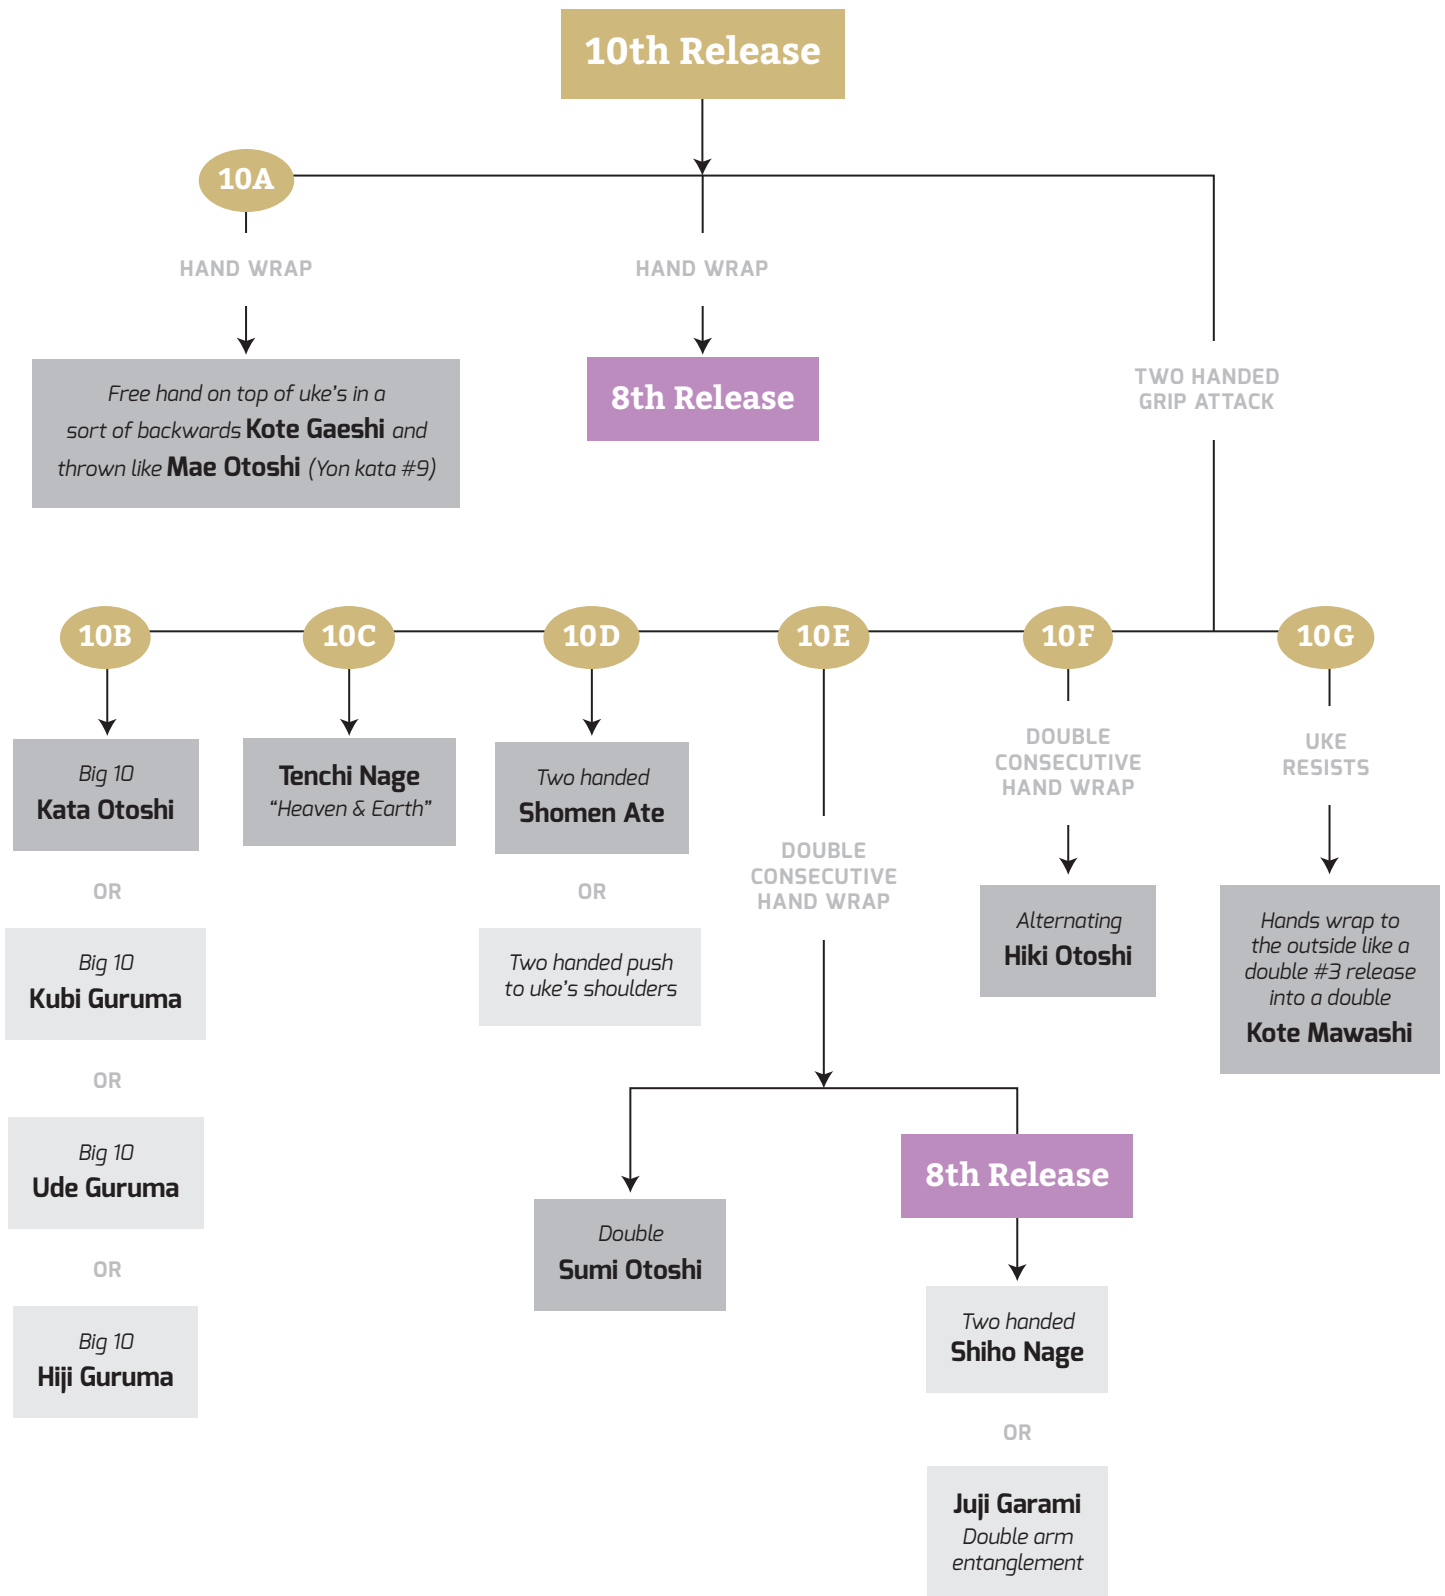 10th Release
10A
HAND WRAP
HAND WRAP
Free hand on top of uke's in a
sort of backwards Kote Gaeshi and
thrown like Mae Otoshi (Yon kata #9)
8th Release
TWO HANDED
GRIP ATTACK
10B
10C
10D
10E
10F
10G
Big 10
Kata Otoshi
OR
Big 10
Kubi Guruma
OR
Big 10
Ude Guruma
OR
Big 10
Hiji Guruma
Tenchi Nage
“Heaven & Earth”
Two handed
Shomen Ate
OR
Two handed push
to uke's shoulders
DOUBLE
CONSECUTIVE
HAND WRAP
Double
Sumi Otoshi
8th Release
Two handed
Shiho Nage
OR
Juji Garami
Double arm
entanglement
DOUBLE
CONSECUTIVE
HAND WRAP
Alternating
Hiki Otoshi
UKE
RESISTS
Hands wrap to
the outside like a
double #3 release
into a double
Kote Mawashi